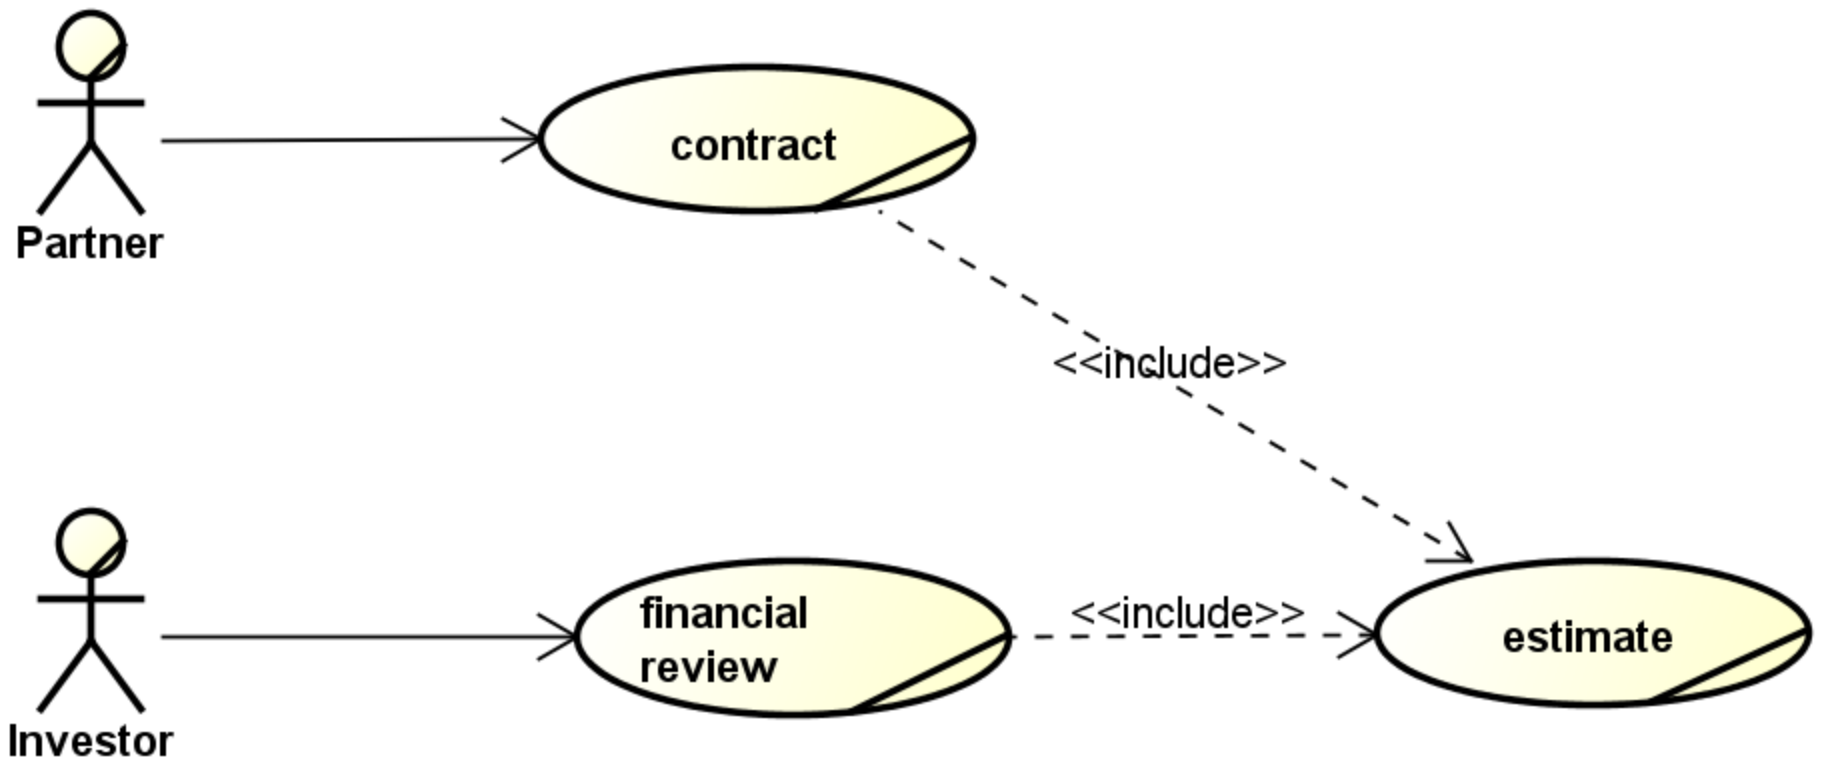 contract
Partner
<<include>>
financial
review
<<include>>
estimate
Investor